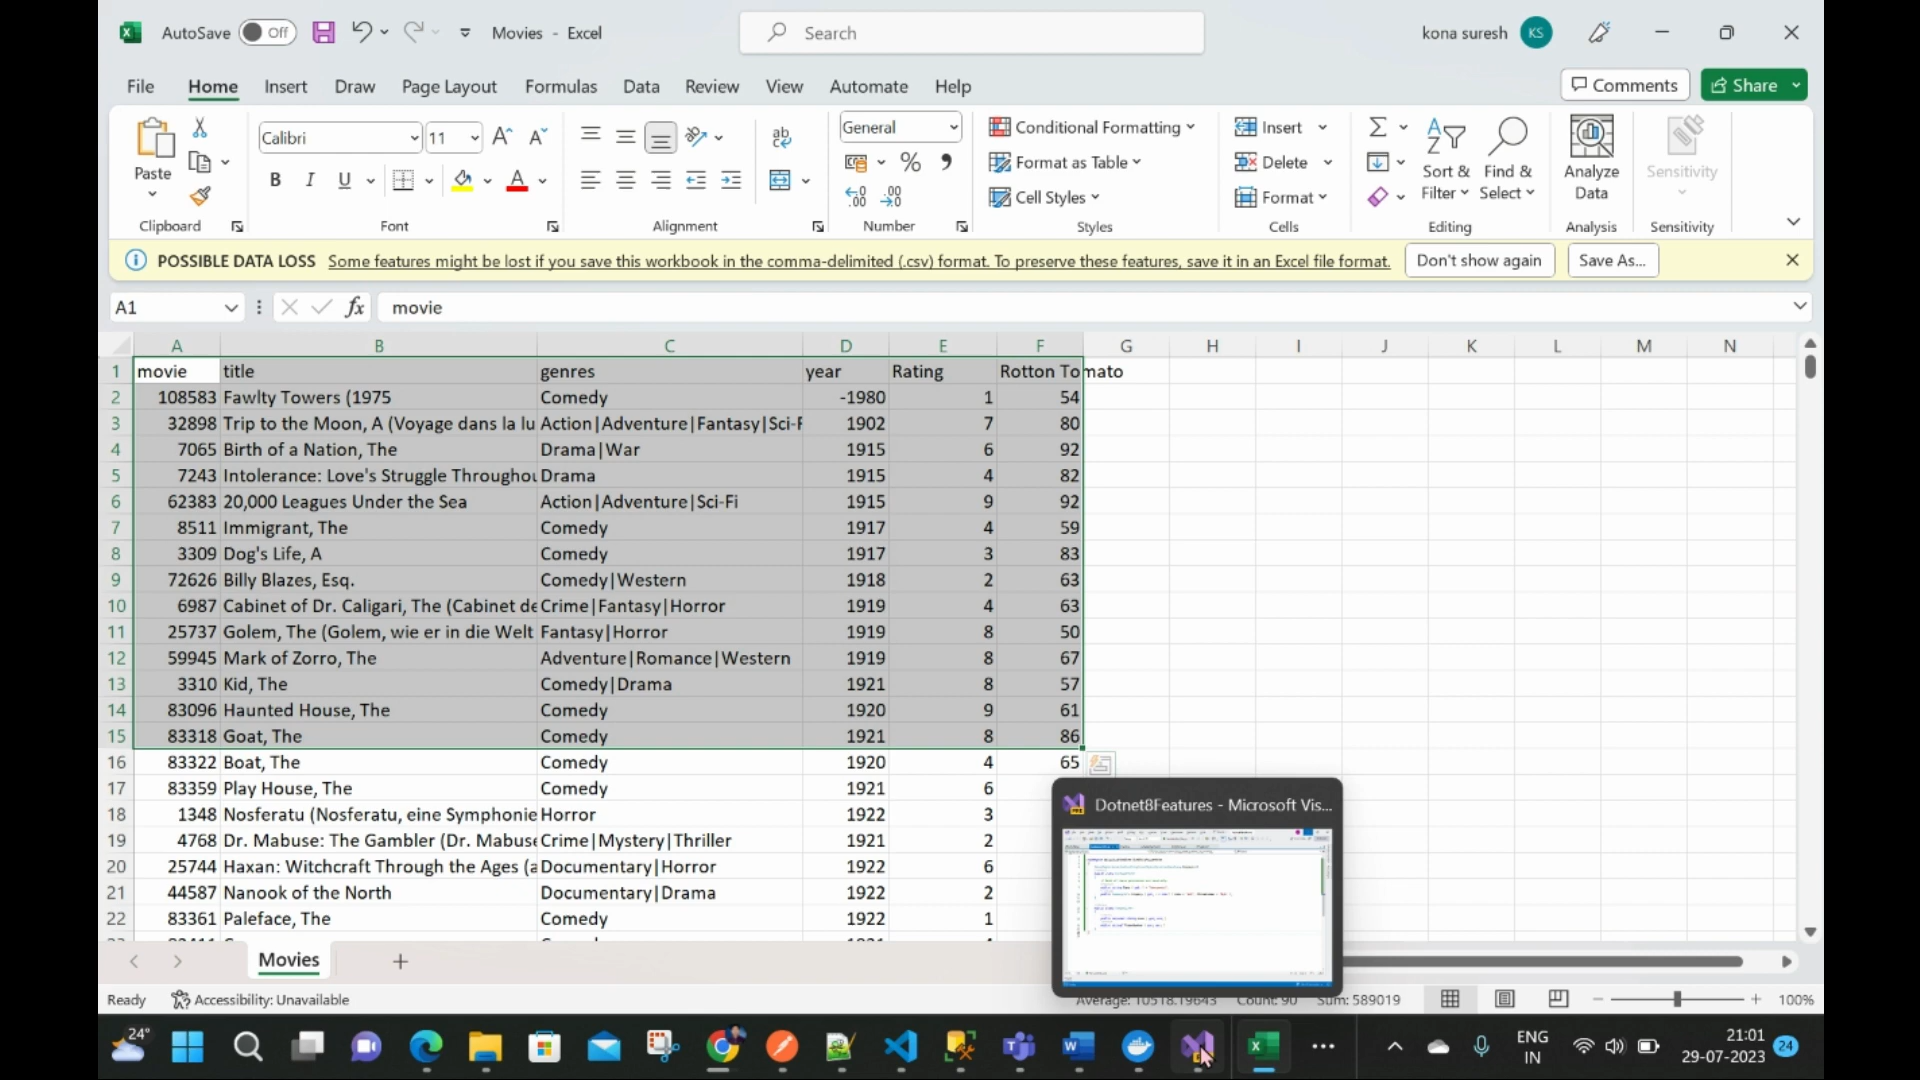 AutoSave Off Movies - Excel Search kona suresh KS
File Home Insert Draw Page Layout Formulas Data Review View Automate Help Comments Share
Paste Calibri 11 General Conditional Formatting Format as Table Cell Styles Insert Delete Format Sort & Filter Find & Select Analyze Data Sensitivity
Clipboard Font Alignment Number Styles Cells Editing Analysis Sensitivity
POSSIBLE DATA LOSS Some features might be lost if you save this workbook in the comma-delimited (.csv) format. To preserve these features, save it in an Excel file format. Don't show again Save As...
A1 fx movie
A B C D E F G H I J K L M N
1 movie title genres year Rating Rotton Tomato
2 108583 Fawlty Towers (1975 Comedy -1980 1 54
3 32898 Trip to the Moon, A (Voyage dans la lu Action|Adventure|Fantasy|Sci-F 1902 7 80
4 7065 Birth of a Nation, The Drama|War 1915 6 92
5 7243 Intolerance: Love's Struggle Throughou Drama 1915 4 82
6 62383 20,000 Leagues Under the Sea Action|Adventure|Sci-Fi 1915 9 92
7 8511 Immigrant, The Comedy 1917 4 59
8 3309 Dog's Life, A Comedy 1917 3 83
9 72626 Billy Blazes, Esq. Comedy|Western 1918 2 63
10 6987 Cabinet of Dr. Caligari, The (Cabinet de Crime|Fantasy|Horror 1919 4 63
11 25737 Golem, The (Golem, wie er in die Welt Fantasy|Horror 1919 8 50
12 59945 Mark of Zorro, The Adventure|Romance|Western 1919 8 67
13 3310 Kid, The Comedy|Drama 1921 8 57
14 83096 Haunted House, The Comedy 1920 9 61
15 83318 Goat, The Comedy 1921 8 86
16 83322 Boat, The Comedy 1920 4 65
17 83359 Play House, The Comedy 1921 6
18 1348 Nosferatu (Nosferatu, eine Symphonie Horror 1922 3
19 4768 Dr. Mabuse: The Gambler (Dr. Mabuse Crime|Mystery|Thriller 1921 2
20 25744 Haxan: Witchcraft Through the Ages (a Documentary|Horror 1922 6
21 44587 Nanook of the North Documentary|Drama 1922 2
22 83361 Paleface, The Comedy 1922 1
Dotnet8Features - Microsoft Vis...
Movies
Ready Accessibility: Unavailable Average: 10518.19643 Count: 90 Sum: 589019 100%
24° ENG IN 21:01 29-07-2023 24